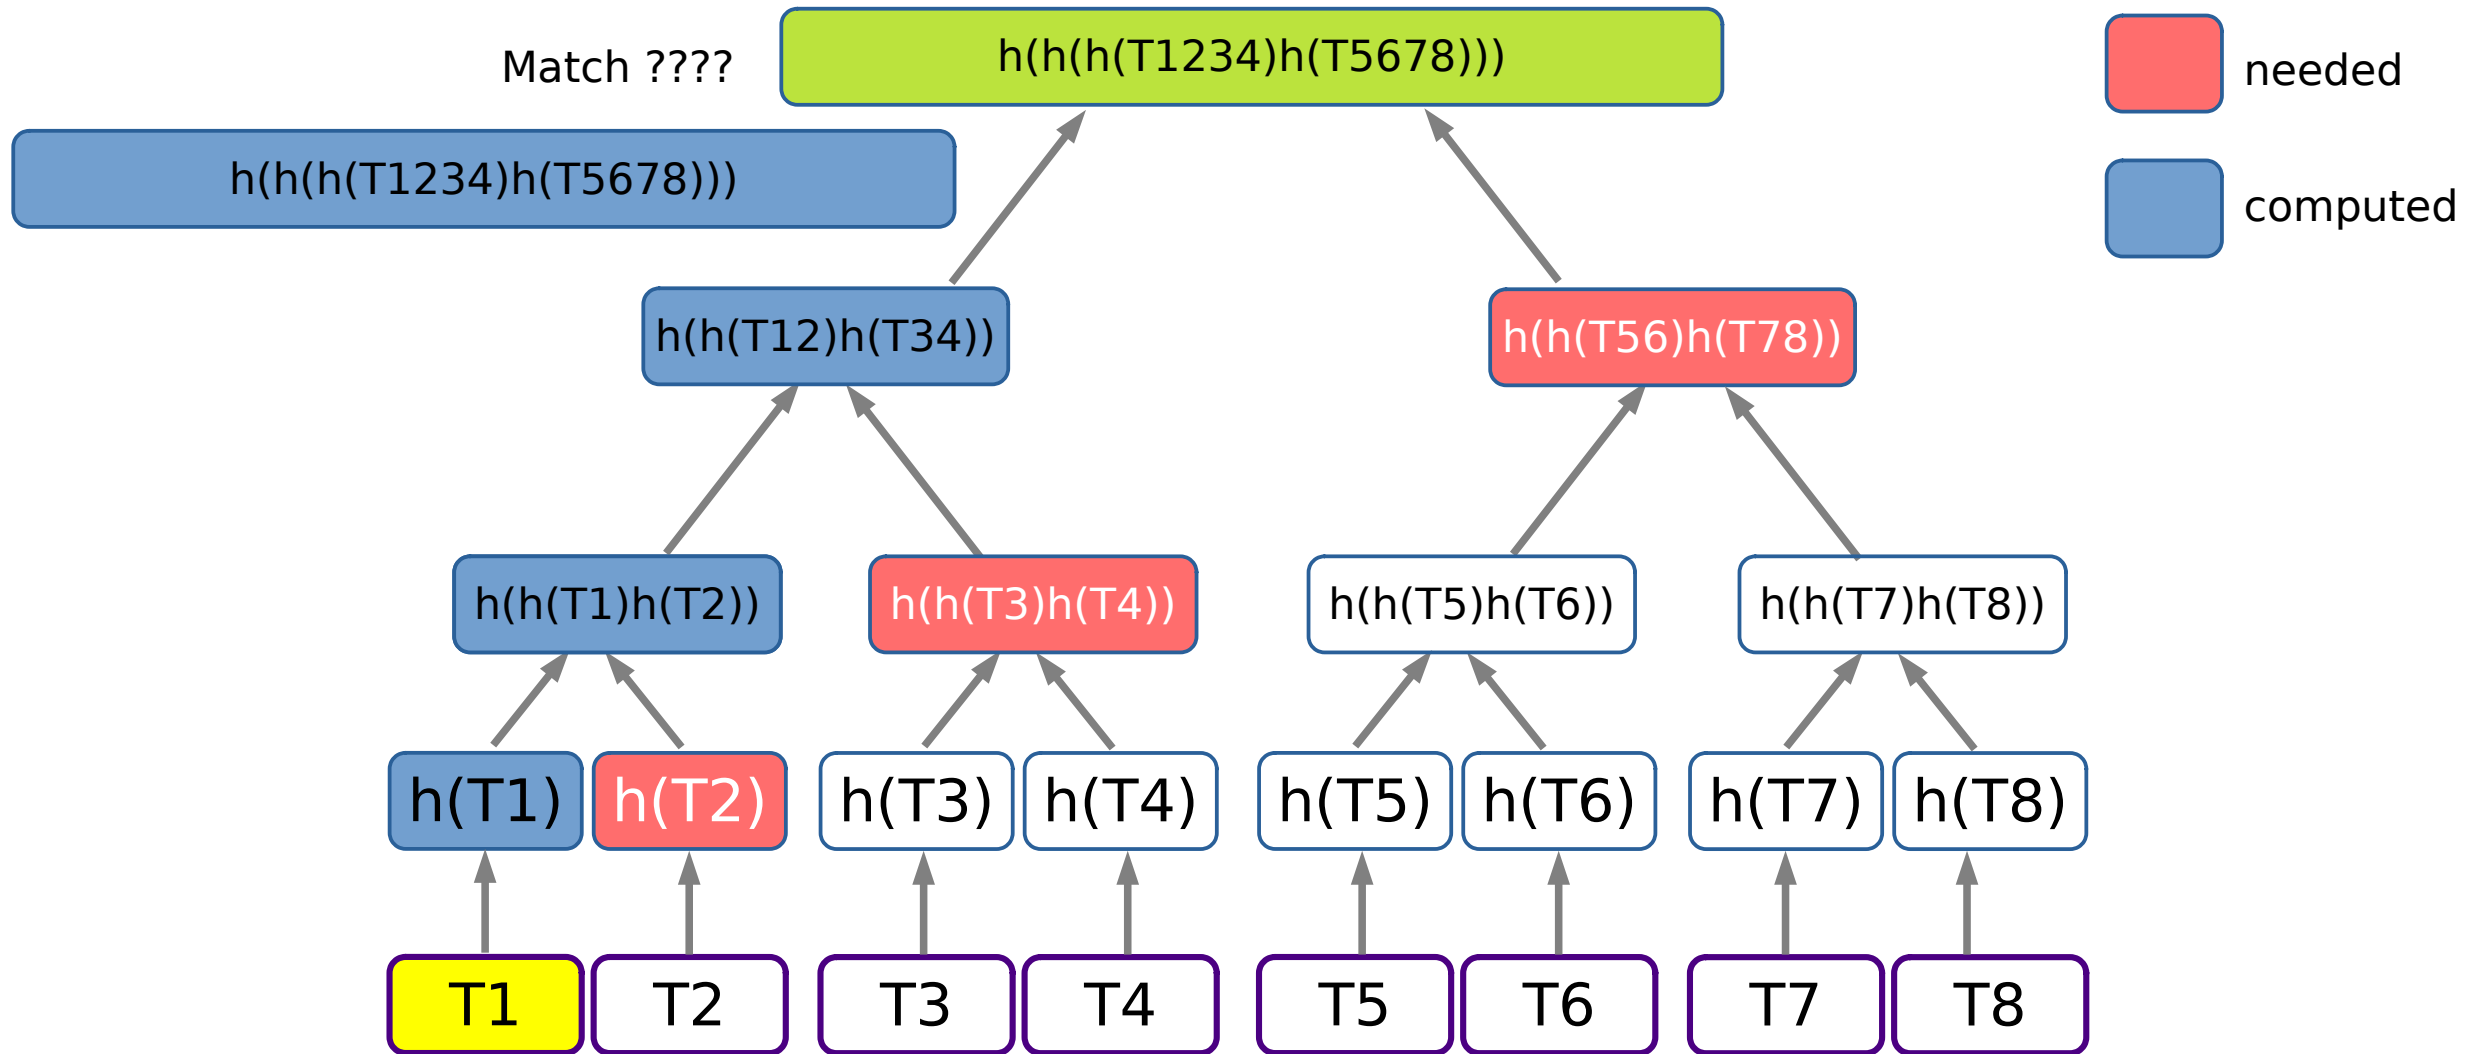 Match ????
h(h(h(T1234)h(T5678)))
needed
h(h(h(T1234)h(T5678)))
computed
h(h(T12)h(T34))
h(h(T56)h(T78))
h(h(T1)h(T2))
h(h(T3)h(T4))
h(h(T5)h(T6))
h(h(T7)h(T8))
h(T1)
h(T2)
h(T3)
h(T4)
h(T5)
h(T6)
h(T7)
h(T8)
T1
T2
T3
T4
T5
T6
T7
T8